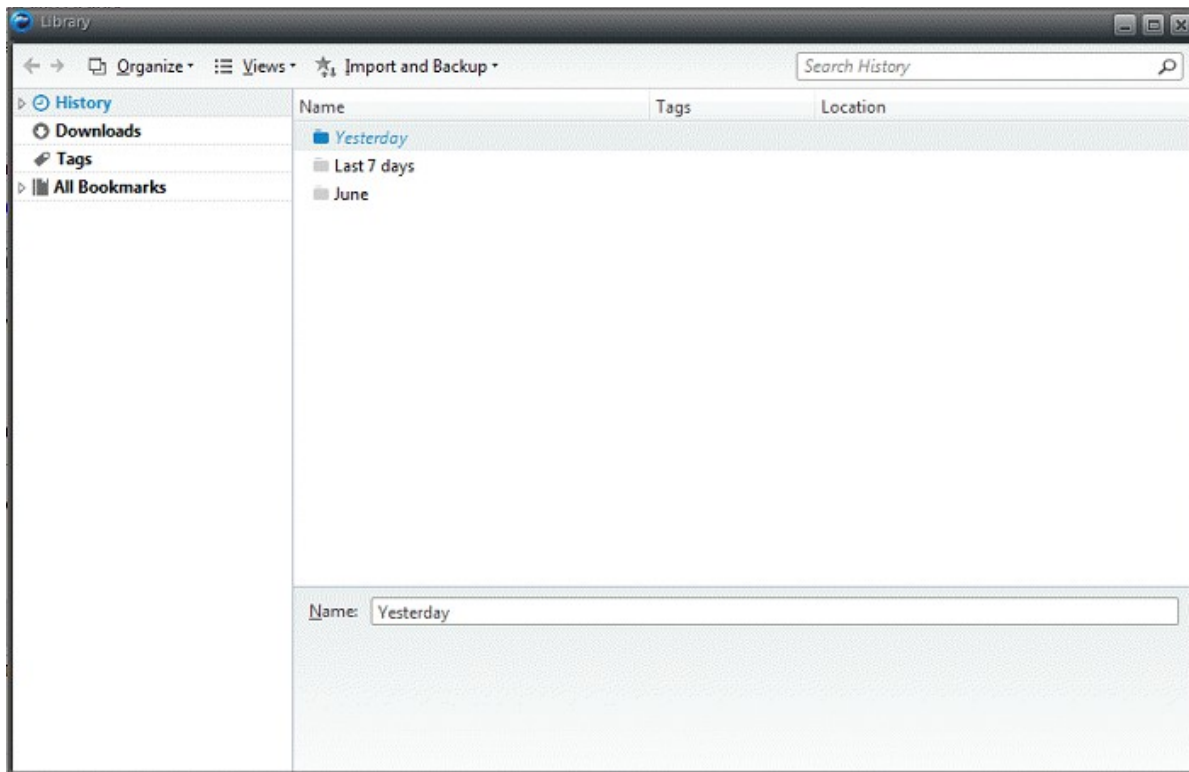 Library
Organize Views Import and Backup Search History
History
Downloads
Tags
All Bookmarks
Name Tags Location
Yesterday
Last 7 days
June
Name: Yesterday